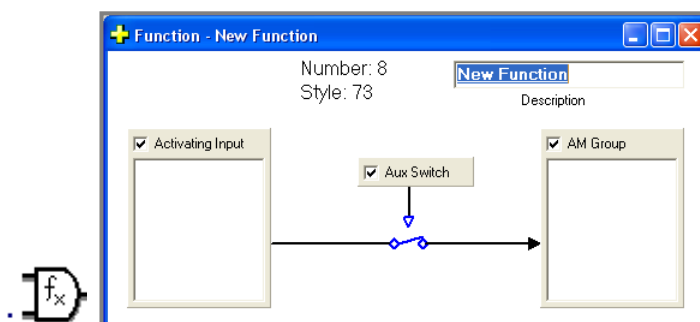 Function - New Function
Number: 8
Style: 73
New Function
Description
Activating Input
Aux Switch
AM Group
fx